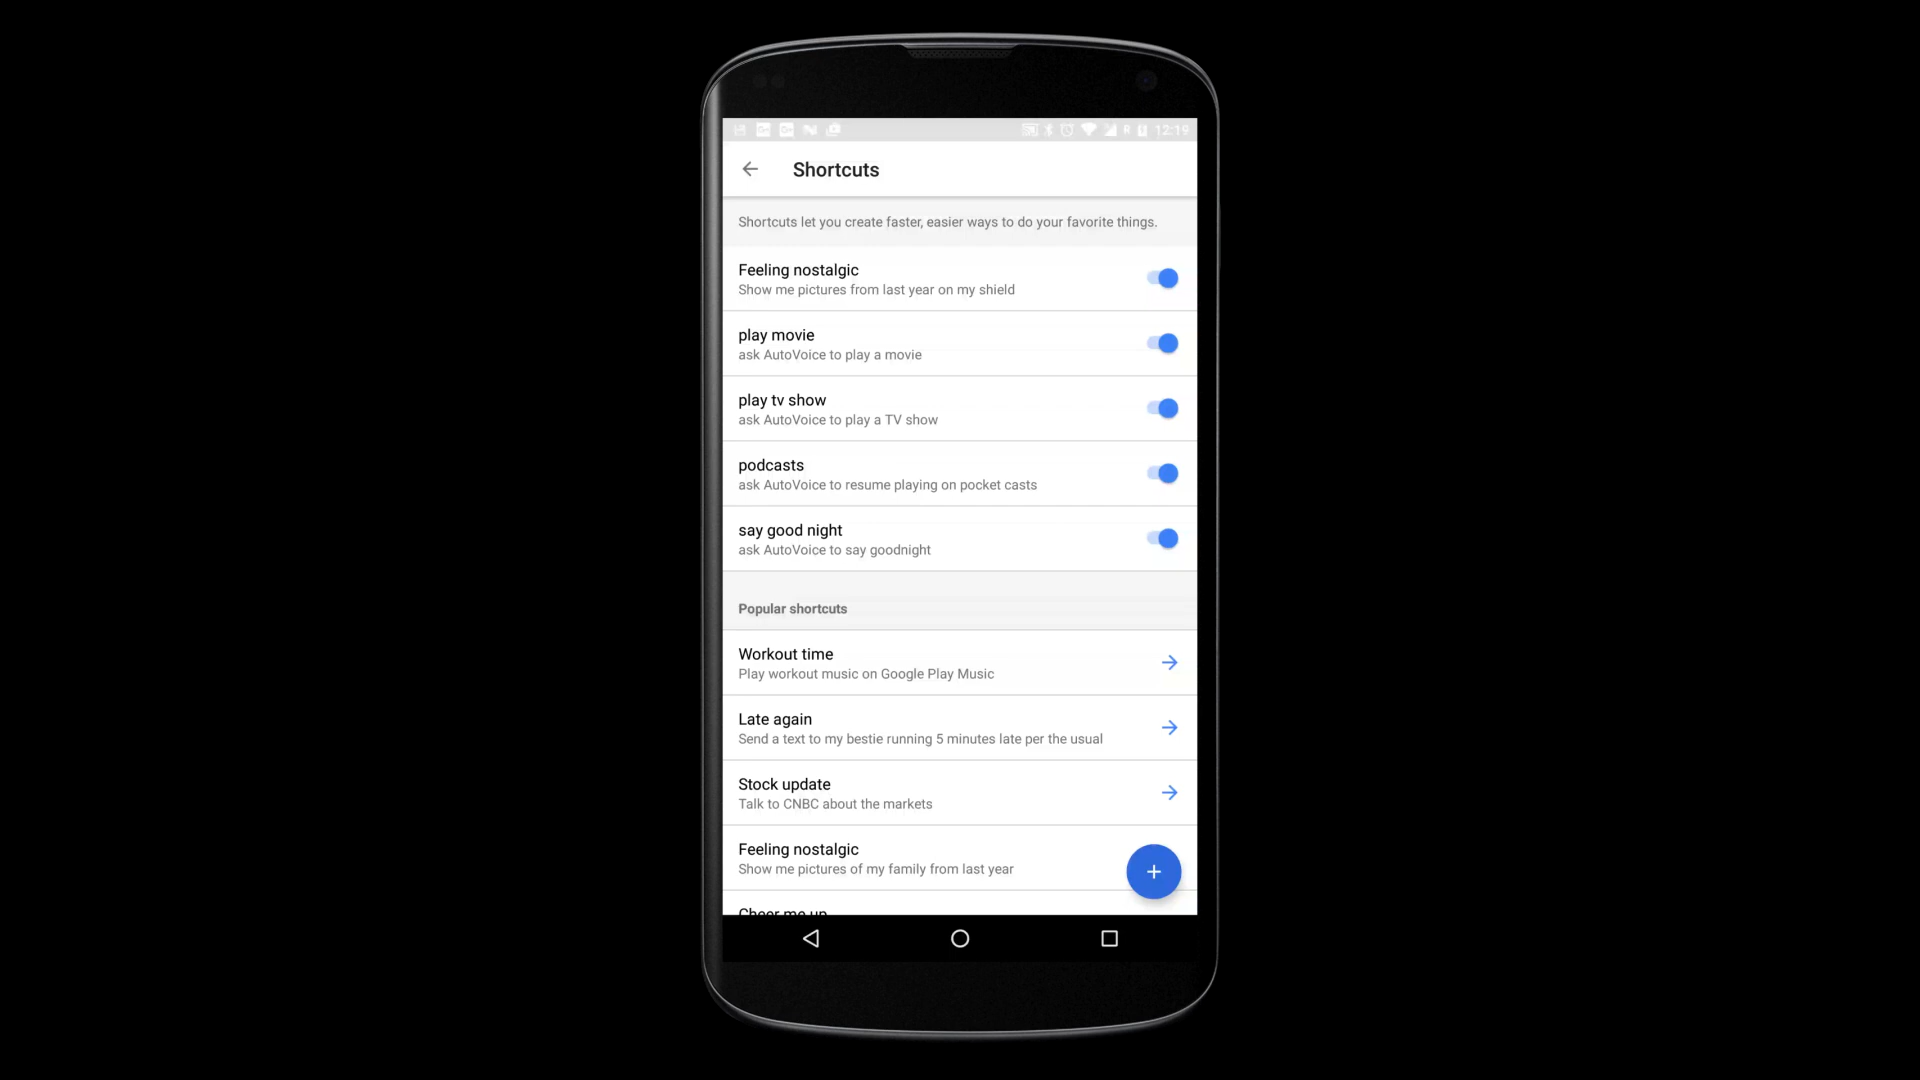 R 12:19
Shortcuts
Shortcuts let you create faster, easier ways to do your favorite things.
Feeling nostalgic
Show me pictures from last year on my shield
play movie
ask AutoVoice to play a movie
play tv show
ask AutoVoice to play a TV show
podcasts
ask AutoVoice to resume playing on pocket casts
say good night
ask AutoVoice to say goodnight
Popular shortcuts
Workout time
Play workout music on Google Play Music
Late again
Send a text to my bestie running 5 minutes late per the usual
Stock update
Talk to CNBC about the markets
Feeling nostalgic
Show me pictures of my family from last year
Cheer me up